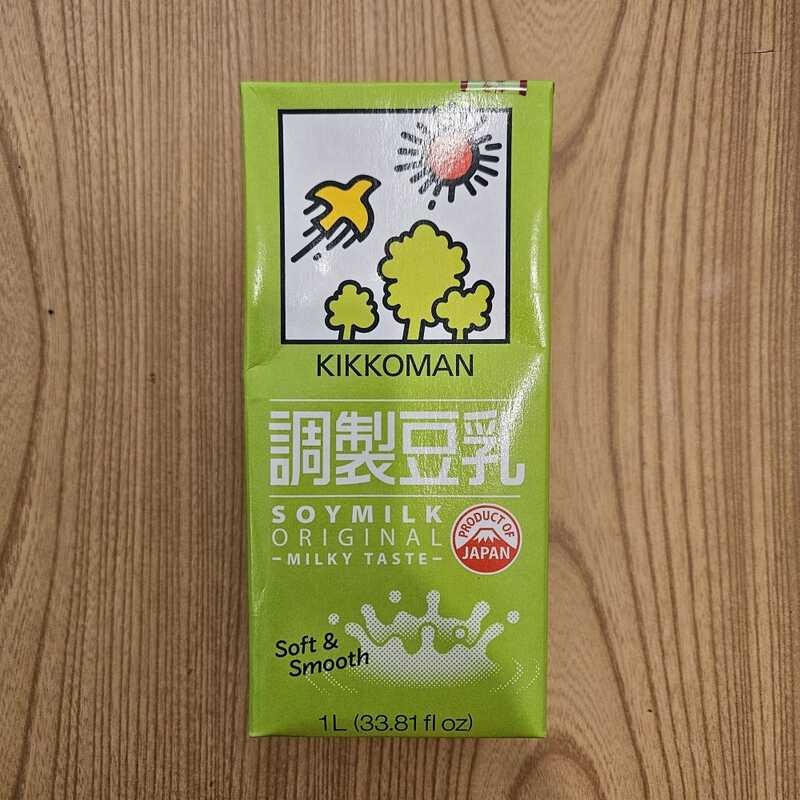 KIKKOMAN
調製豆乳
SOYMILK
ORIGINAL
-MILKY TASTE-
PRODUCT OF
JAPAN
Soft &
Smooth
1L (33.81 fl oz)